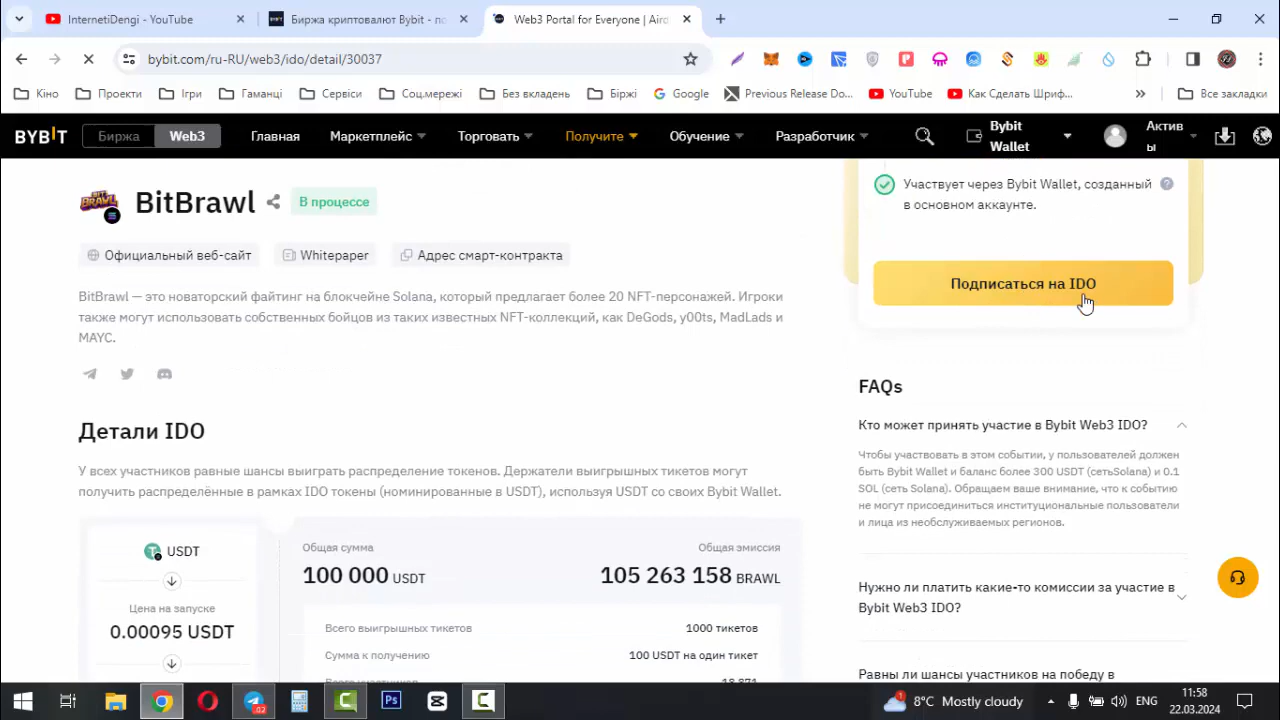 InternetiDengi - YouTube
Биржа криптовалют Bybit - по
Web3 Portal for Everyone | Aird
bybit.com/ru-RU/web3/ido/detail/30037
Кіно
Проекти
Ігри
Гаманці
Сервіси
Соц.мережі
Без вкладень
Біржі
Google
Previous Release Do...
YouTube
Как Сделать Шриф...
Все закладки
BYBIT
Биржа
Web3
Главная
Маркетплейс
Торговать
Получите
Обучение
Разработчик
Bybit
Wallet
Актив
ы
BitBrawl
В процессе
Официальный веб-сайт
Whitepaper
Адрес смарт-контракта
BitBrawl — это новаторский файтинг на блокчейне Solana, который предлагает более 20 NFT-персонажей. Игроки
также могут использовать собственных бойцов из таких известных NFT-коллекций, как DeGods, y00ts, MadLads и
MAYC.
Детали IDO
У всех участников равные шансы выиграть распределение токенов. Держатели выигрышных тикетов могут
получить распределённые в рамках IDO токены (номинированные в USDT), используя USDT со своих Bybit Wallet.
USDT
Цена на запуске
0.00095 USDT
Общая сумма
100 000 USDT
Общая эмиссия
105 263 158 BRAWL
Всего выигрышных тикетов
1000 тикетов
Сумма к получению
100 USDT на один тикет
Участвует через Bybit Wallet, созданный
в основном аккаунте.
Подписаться на IDO
FAQs
Кто может принять участие в Bybit Web3 IDO?
Чтобы участвовать в этом событии, у пользователей должен
быть Bybit Wallet и баланс более 300 USDT (сетьSolana) и 0.1
SOL (сеть Solana). Обращаем ваше внимание, что к событию
не могут присоединиться институциональные пользователи
и лица из необслуживаемых регионов.
Нужно ли платить какие-то комиссии за участие в
Bybit Web3 IDO?
Равны ли шансы участников на победу в
8°C Mostly cloudy
ENG
11:58
22.03.2024